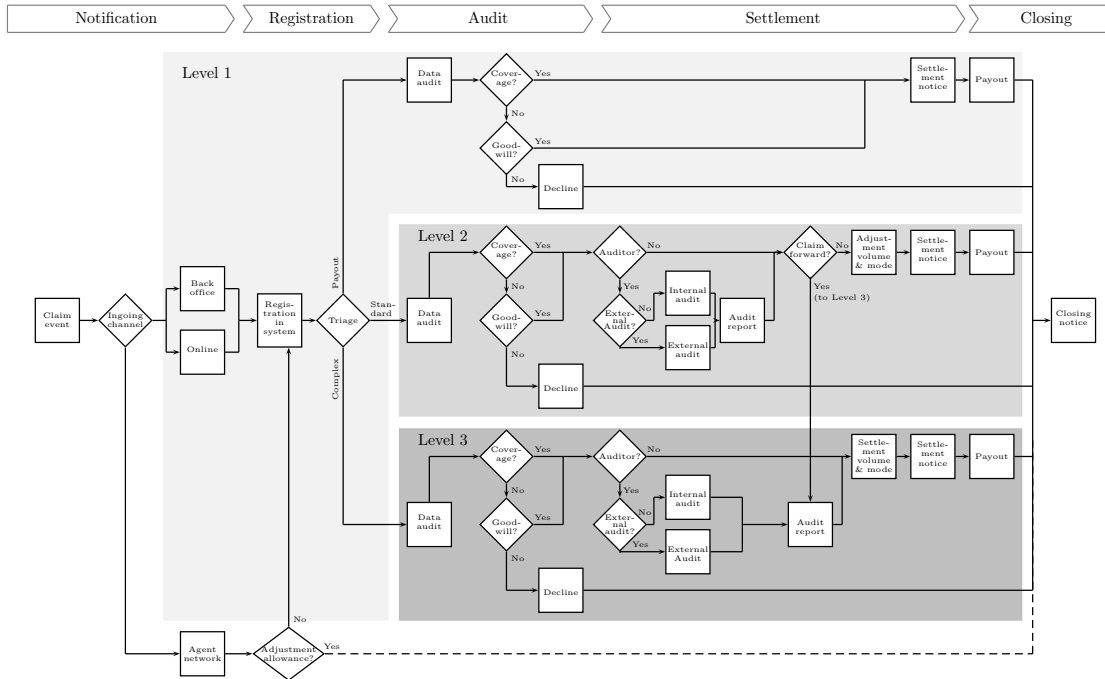 Notification
Registration
Audit
Settlement
Closing
Level 1
Data
audit
Cover-
age?
Yes
No
Good-
will?
Yes
No
Decline
Settle-
ment
notice
Payout
Level 2
Payout
Stan-
dard
Complex
Claim
event
Ingoing
channel
Back
office
Online
Regis-
tration
in
system
Triage
Data
audit
Cover-
age?
Yes
No
Good-
will?
Yes
No
Decline
Auditor?
No
Yes
Exter-
nal
Audit?
No
Yes
Internal
audit
External
audit
Audit
report
Claim
forward?
No
Yes
(to Level 3)
Adjust-
ment
volume
& mode
Settle-
ment
notice
Payout
Closing
notice
Level 3
Data
audit
Cover-
age?
Yes
No
Good-
will?
Yes
No
Decline
Auditor?
No
Yes
Exter-
nal
audit?
No
Yes
Internal
audit
External
Audit
Audit
report
Settle-
ment
volume
& mode
Settle-
ment
notice
Payout
Agent
network
Adjustment
allowance?
No
Yes